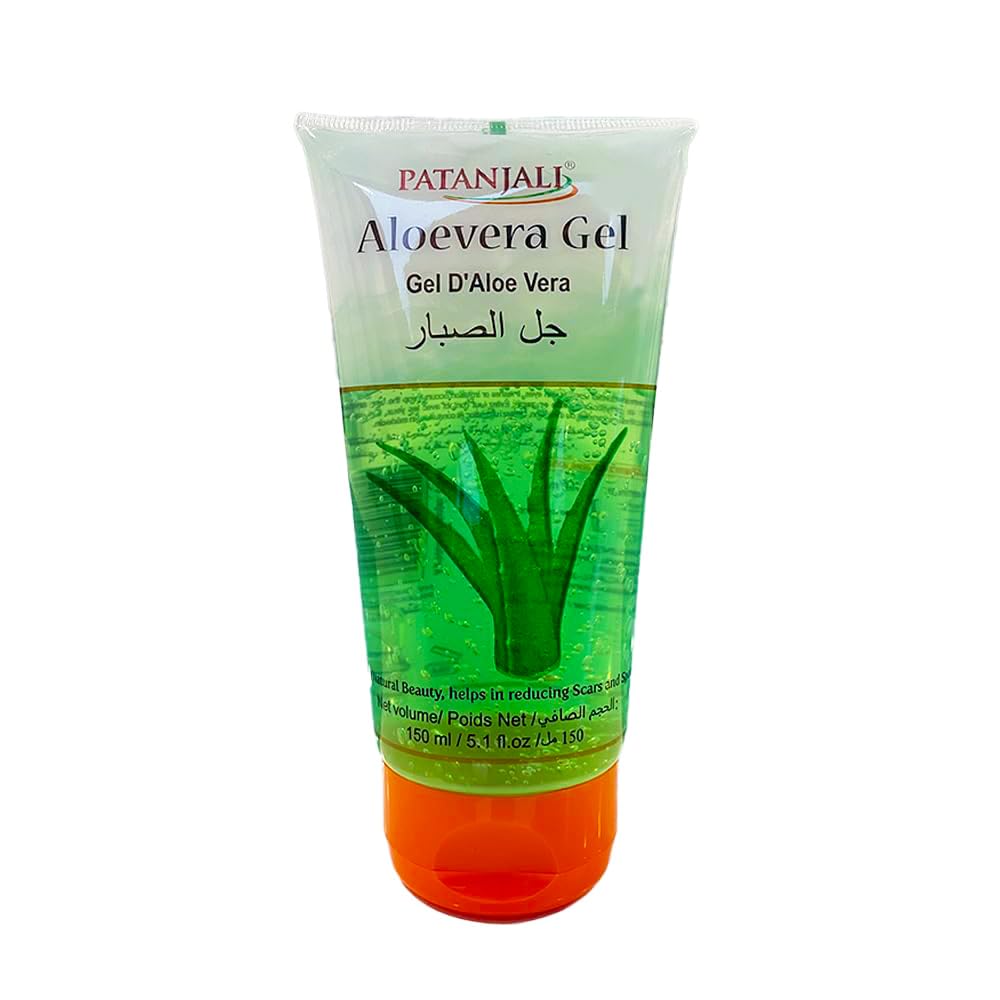 PATANJALI®
Aloevera Gel
Gel D'Aloe Vera
جل الصبار
natural Beauty, helps in reducing Scars and
Net volume/ Poids Net /الحجم الصافي:
150 ml / 5.1 fl.oz /150 مل